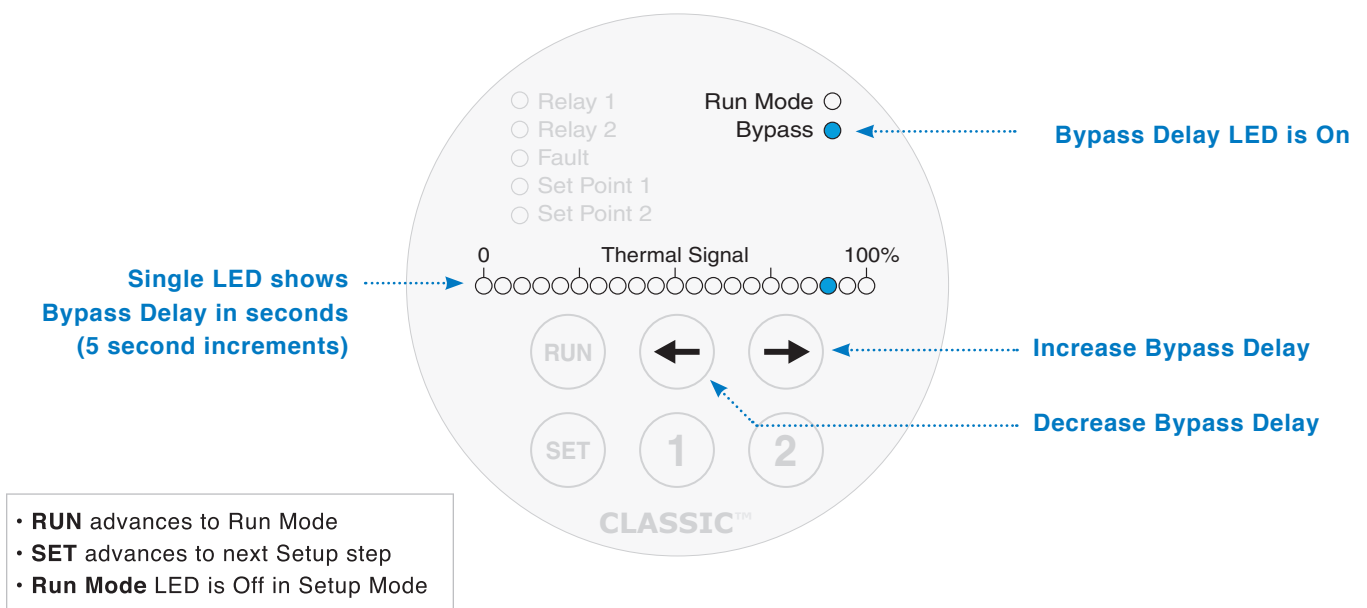 Relay 1
Relay 2
Fault
Set Point 1
Set Point 2
Run Mode
Bypass
Bypass Delay LED is On
0 Thermal Signal 100%
Single LED shows
Bypass Delay in seconds
(5 second increments)
RUN
Increase Bypass Delay
Decrease Bypass Delay
SET
1
2
CLASSIC™
• RUN advances to Run Mode
• SET advances to next Setup step
• Run Mode LED is Off in Setup Mode